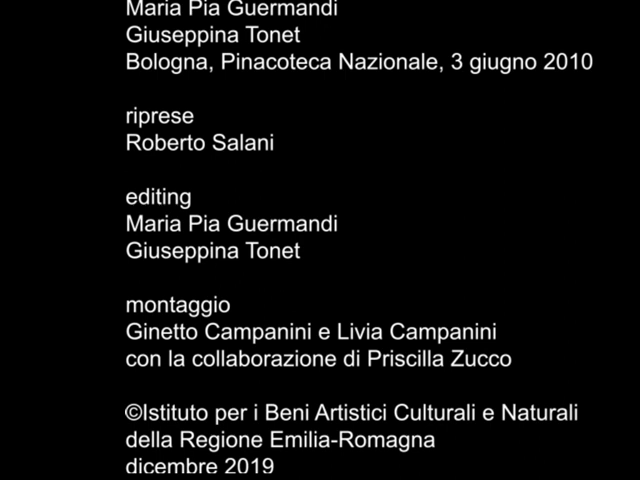 Maria Pia Guermandi
Giuseppina Tonet
Bologna, Pinacoteca Nazionale, 3 giugno 2010
riprese
Roberto Salani
editing
Maria Pia Guermandi
Giuseppina Tonet
montaggio
Ginetto Campanini e Livia Campanini
con la collaborazione di Priscilla Zucco
©Istituto per i Beni Artistici Culturali e Naturali
della Regione Emilia-Romagna
dicembre 2019